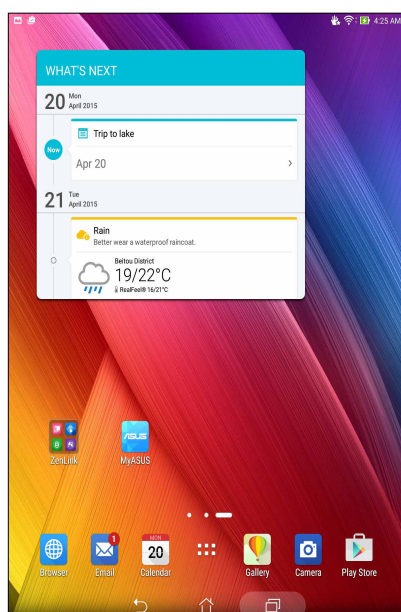 4:25 AM
WHAT'S NEXT
20 Mon
April 2015
Now
Trip to lake
Apr 20
21 Tue
April 2015
Rain
Better wear a waterproof raincoat.
Beitou District
19/22°C
RealFeel® 16/21°C
ZenLink
/SUS
MyASUS
1
MON
20
Browser
Email
Calendar
Gallery
Camera
Play Store